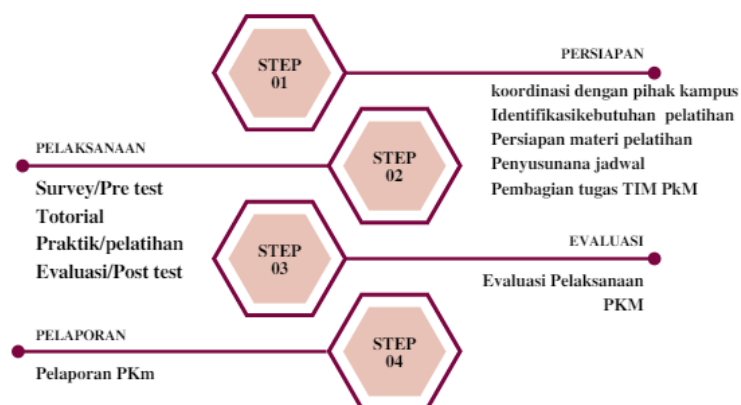 STEP
01
PERSIAPAN
koordinasi dengan pihak kampus
Identifikasikebutuhan pelatihan
Persiapan materi pelatihan
Penyusunana jadwal
Pembagian tugas TIM PkM
STEP
02
PELAKSANAAN
Survey/Pre test
Totorial
Praktik/pelatihan
Evaluasi/Post test
STEP
03
EVALUASI
Evaluasi Pelaksanaan
PKM
STEP
04
PELAPORAN
Pelaporan PKm